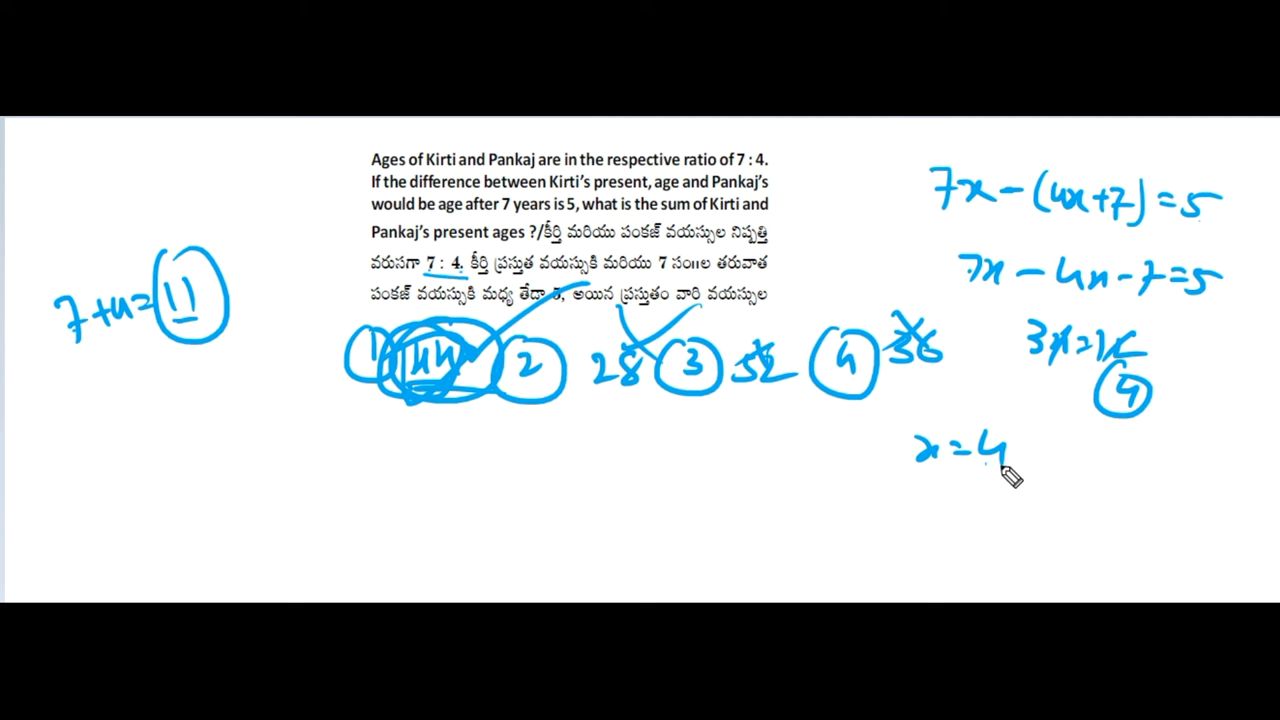 Ages of Kirti and Pankaj are in the respective ratio of 7 : 4.
If the difference between Kirti's present, age and Pankaj's
would be age after 7 years is 5, what is the sum of Kirti and
Pankaj's present ages ?/కీర్తి మరియు పంకజ్ వయస్సుల నిష్పత్తి
వరుసగా 7 : 4. కీర్తి ప్రస్తుత వయస్సుకి మరియు 7 సం॥ల తరువాత
పంకజ్ వయస్సుకి మధ్య తేడా 5, అయిన ప్రస్తుతం వారి వయస్సుల
7+4=11
1 44 2 28 3 52 4 36
7x-(4x+7)=5
7x-4x-7=5
3x=12
4
x=4